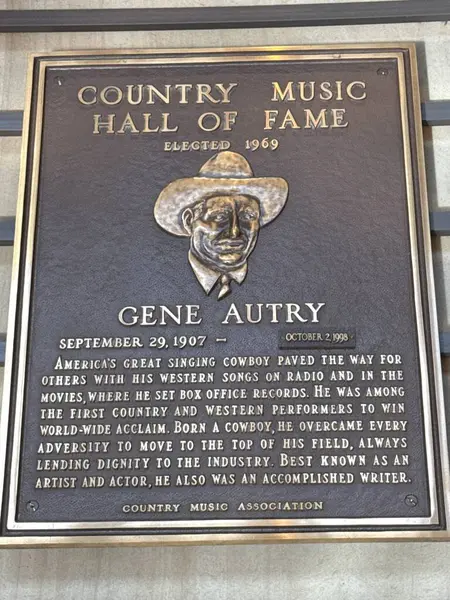 COUNTRY MUSIC
HALL OF FAME
ELECTED 1969
GENE AUTRY
SEPTEMBER 29, 1907 – OCTOBER 2, 1998
AMERICA'S GREAT SINGING COWBOY PAVED THE WAY FOR
OTHERS WITH HIS WESTERN SONGS ON RADIO AND IN THE
MOVIES, WHERE HE SET BOX OFFICE RECORDS. HE WAS AMONG
THE FIRST COUNTRY AND WESTERN PERFORMERS TO WIN
WORLD-WIDE ACCLAIM. BORN A COWBOY, HE OVERCAME EVERY
ADVERSITY TO MOVE TO THE TOP OF HIS FIELD, ALWAYS
LENDING DIGNITY TO THE INDUSTRY. BEST KNOWN AS AN
ARTIST AND ACTOR, HE ALSO WAS AN ACCOMPLISHED WRITER.
COUNTRY MUSIC ASSOCIATION